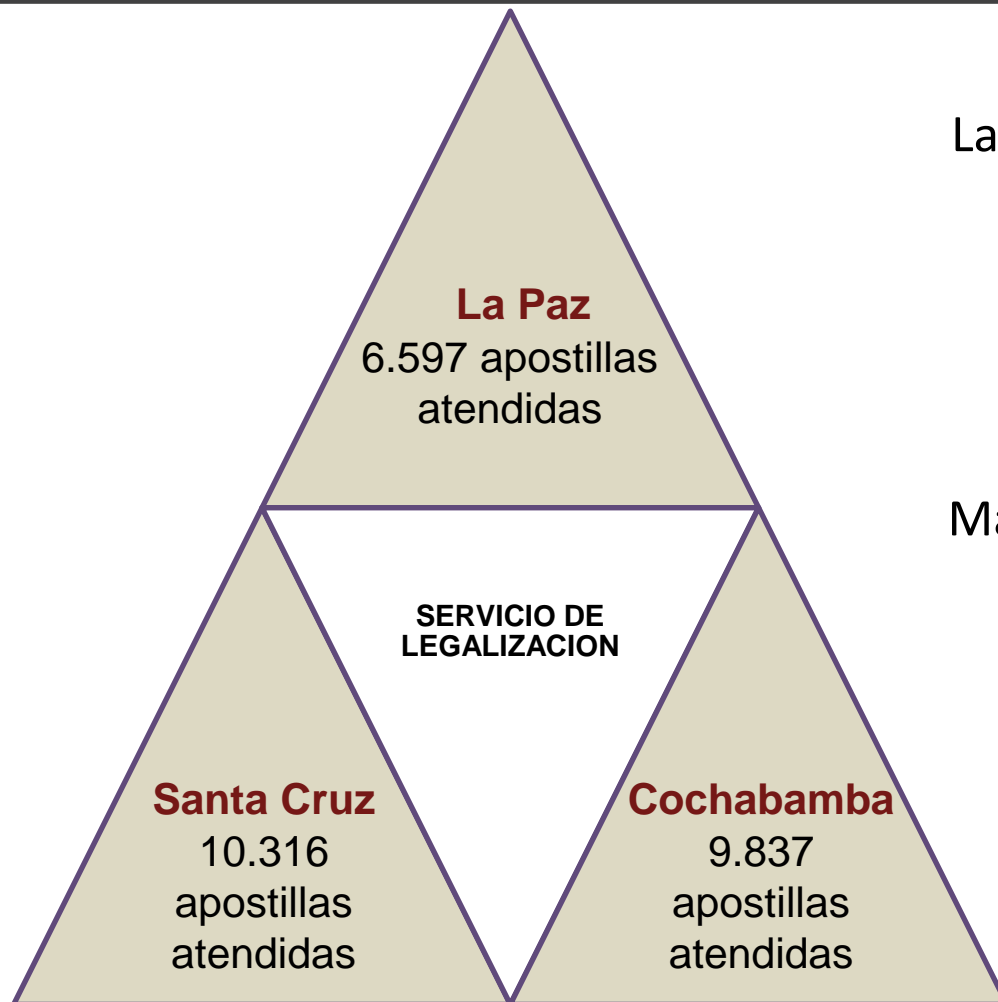 La
La Paz
6.597 apostillas
atendidas
SERVICIO DE
LEGALIZACION
Santa Cruz
10.316
apostillas
atendidas
Cochabamba
9.837
apostillas
atendidas